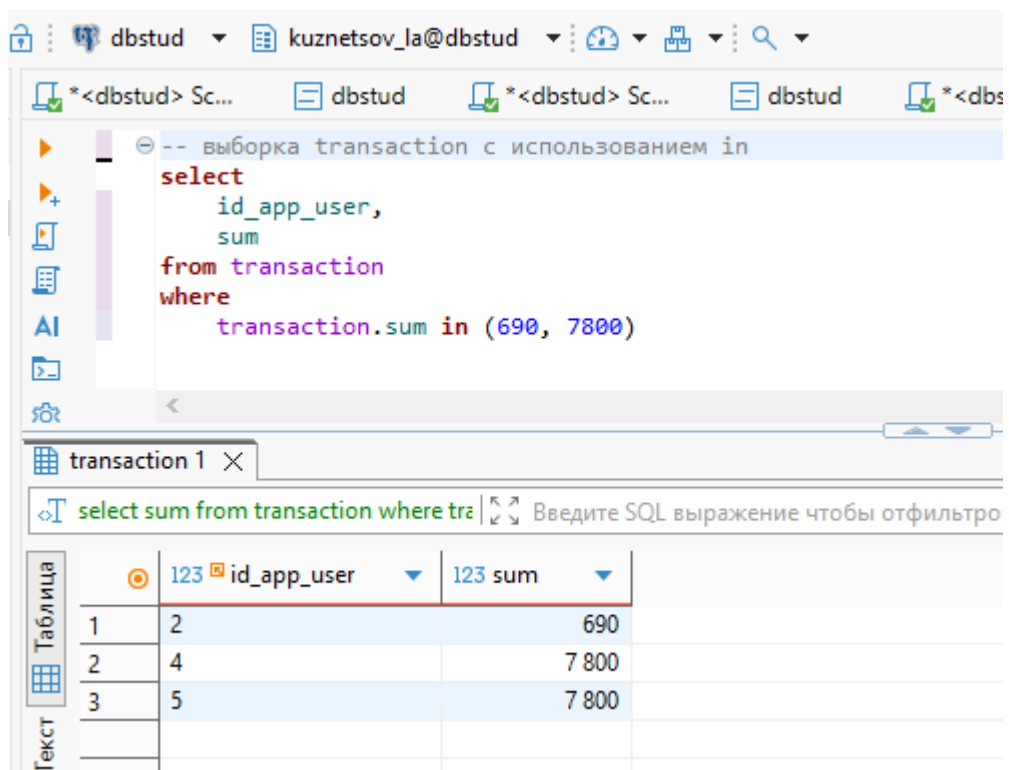 dbstud kuznetsov_la@dbstud
*<dbstud> Sc... dbstud *<dbstud> Sc... dbstud *<dbs
-- выборка transaction с использованием in
select
id_app_user,
sum
from transaction
where
transaction.sum in (690, 7800)
AI
transaction 1
select sum from transaction where tra Введите SQL выражение чтобы отфильтро
Таблица
Текст
123 id_app_user 123 sum
1 2 690
2 4 7 800
3 5 7 800